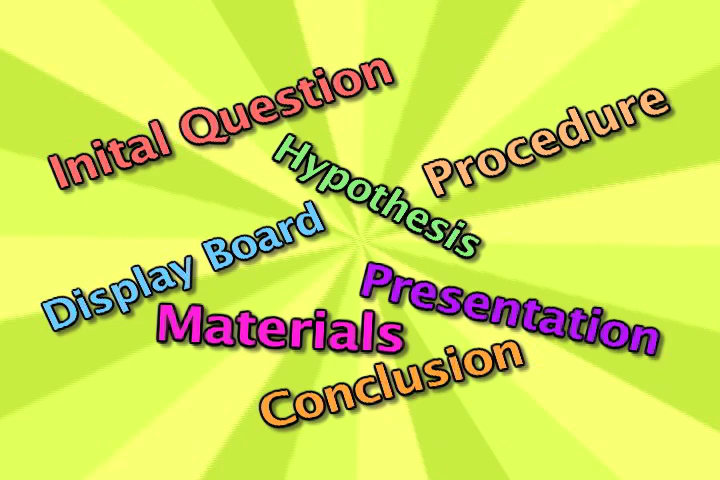 Inital Question
Procedure
Hypothesis
Display Board
Presentation
Materials
Conclusion